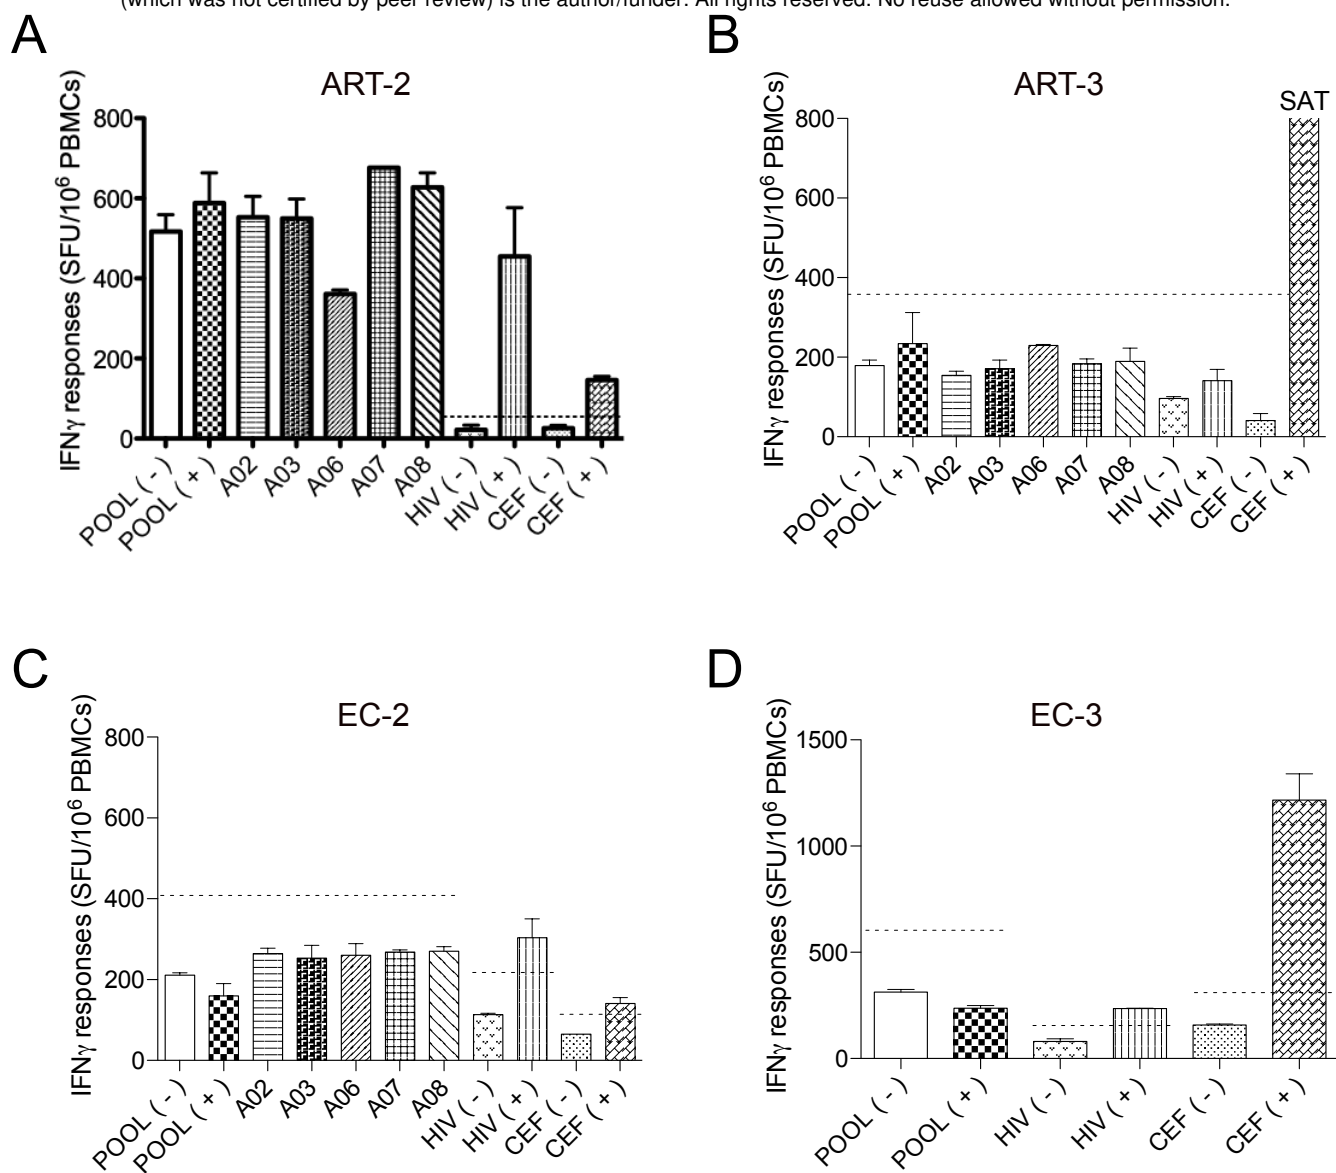 (which was not certified by peer review) is the author/funder. All rights reserved. No reuse allowed without permission.
A
ART-2
IFNγ responses (SFU/10⁶ PBMCs)
800
600
400
200
0
POOL ( - )
POOL ( + )
A02
A03
A06
A07
A08
HIV ( - )
HIV ( + )
CEF ( - )
CEF ( + )
B
ART-3
SAT
IFNγ responses (SFU/10⁶ PBMCs)
800
600
400
200
0
POOL ( - )
POOL ( + )
A02
A03
A06
A07
A08
HIV ( - )
HIV ( + )
CEF ( - )
CEF ( + )
C
EC-2
IFNγ responses (SFU/10⁶ PBMCs)
800
600
400
200
0
POOL ( - )
POOL ( + )
A02
A03
A06
A07
A08
HIV ( - )
HIV ( + )
CEF ( - )
CEF ( + )
D
EC-3
IFNγ responses (SFU/10⁶ PBMCs)
1500
1000
500
0
POOL ( - )
POOL ( + )
HIV ( - )
HIV ( + )
CEF ( - )
CEF ( + )